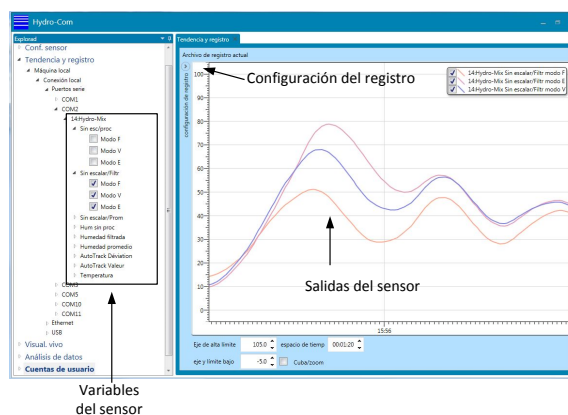 Hydro-Com
Explorad
Conf. sensor
Tendencia y registro
Máquina local
Conexión local
Puertos serie
COM1
COM2
14:Hydro-Mix
Sin esc/proc
Modo F
Modo V
Modo E
Sin escalar/Filtr
Modo F
Modo V
Modo E
Sin escalar/Prom
Hum sin proc
Humedad filtrada
Humedad promedio
AutoTrack Déviation
AutoTrack Valeur
Temperatura
COM3
COM5
COM10
COM11
Ethernet
USB
Visual. vivo
Análisis de datos
Cuentas de usuario
Variables
del sensor
Tendencia y registro
Archivo de registro actual
configuración de registro
Configuración del registro
14:Hydro-Mix Sin escalar/Filtr modo F
14:Hydro-Mix Sin escalar/Filtr modo E
14:Hydro-Mix Sin escalar/Filtr modo V
100
90
80
70
60
50
40
30
20
10
0
Salidas del sensor
15:56
Eje de alta límite 105.0 espacio de tiemp 00:01:20
eje y límite bajo -5.0 Cuba/zoom